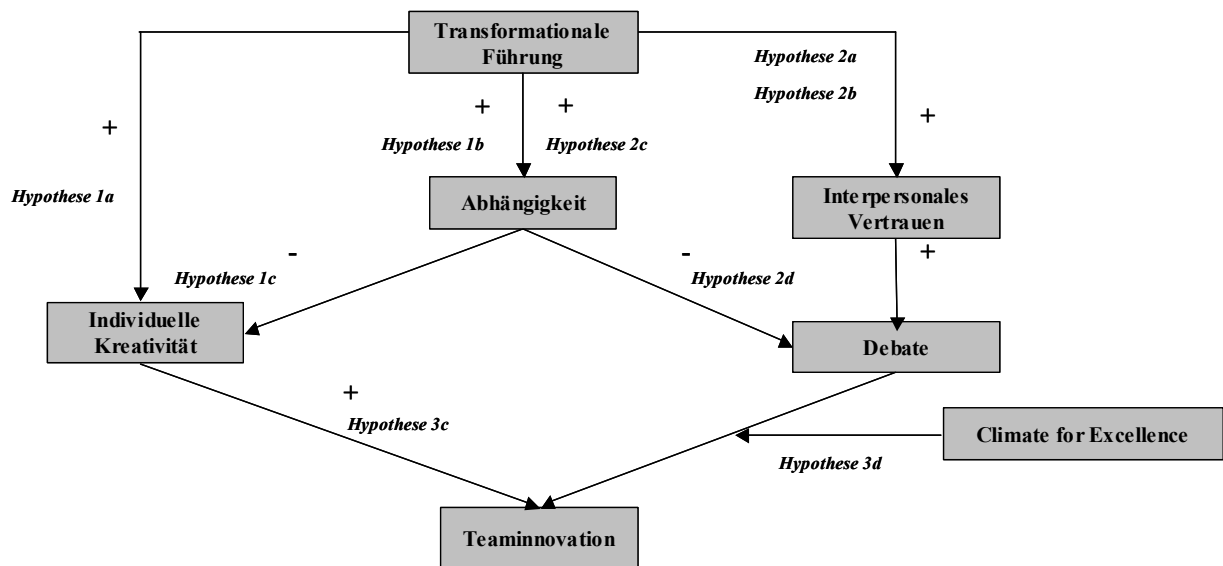 Transformationale
Führung
Hypothese 2a
Hypothese 2b
+
+
+
+
Hypothese 1b
Hypothese 2c
Hypothese 1a
Abhängigkeit
Interpersonales
Vertrauen
-
-
+
Hypothese 1c
Hypothese 2d
Individuelle
Kreativität
Debate
+
Hypothese 3c
Climate for Excellence
Hypothese 3d
Teaminnovation